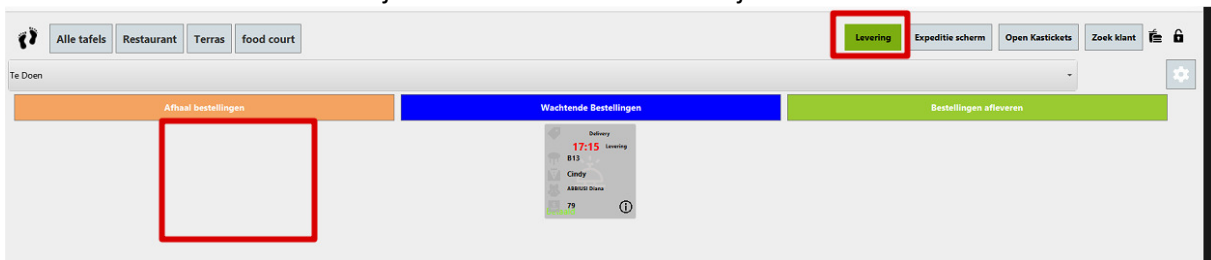 Alle tafels Restaurant Terras food court Levering Expeditie scherm Open Kastickets Zoek klant
Te Doen
Afhaal bestellingen Wachtende Bestellingen Bestellingen afleveren
Delivery
17:15 Levering
B13
Cindy
ABBIUSI Diana
79